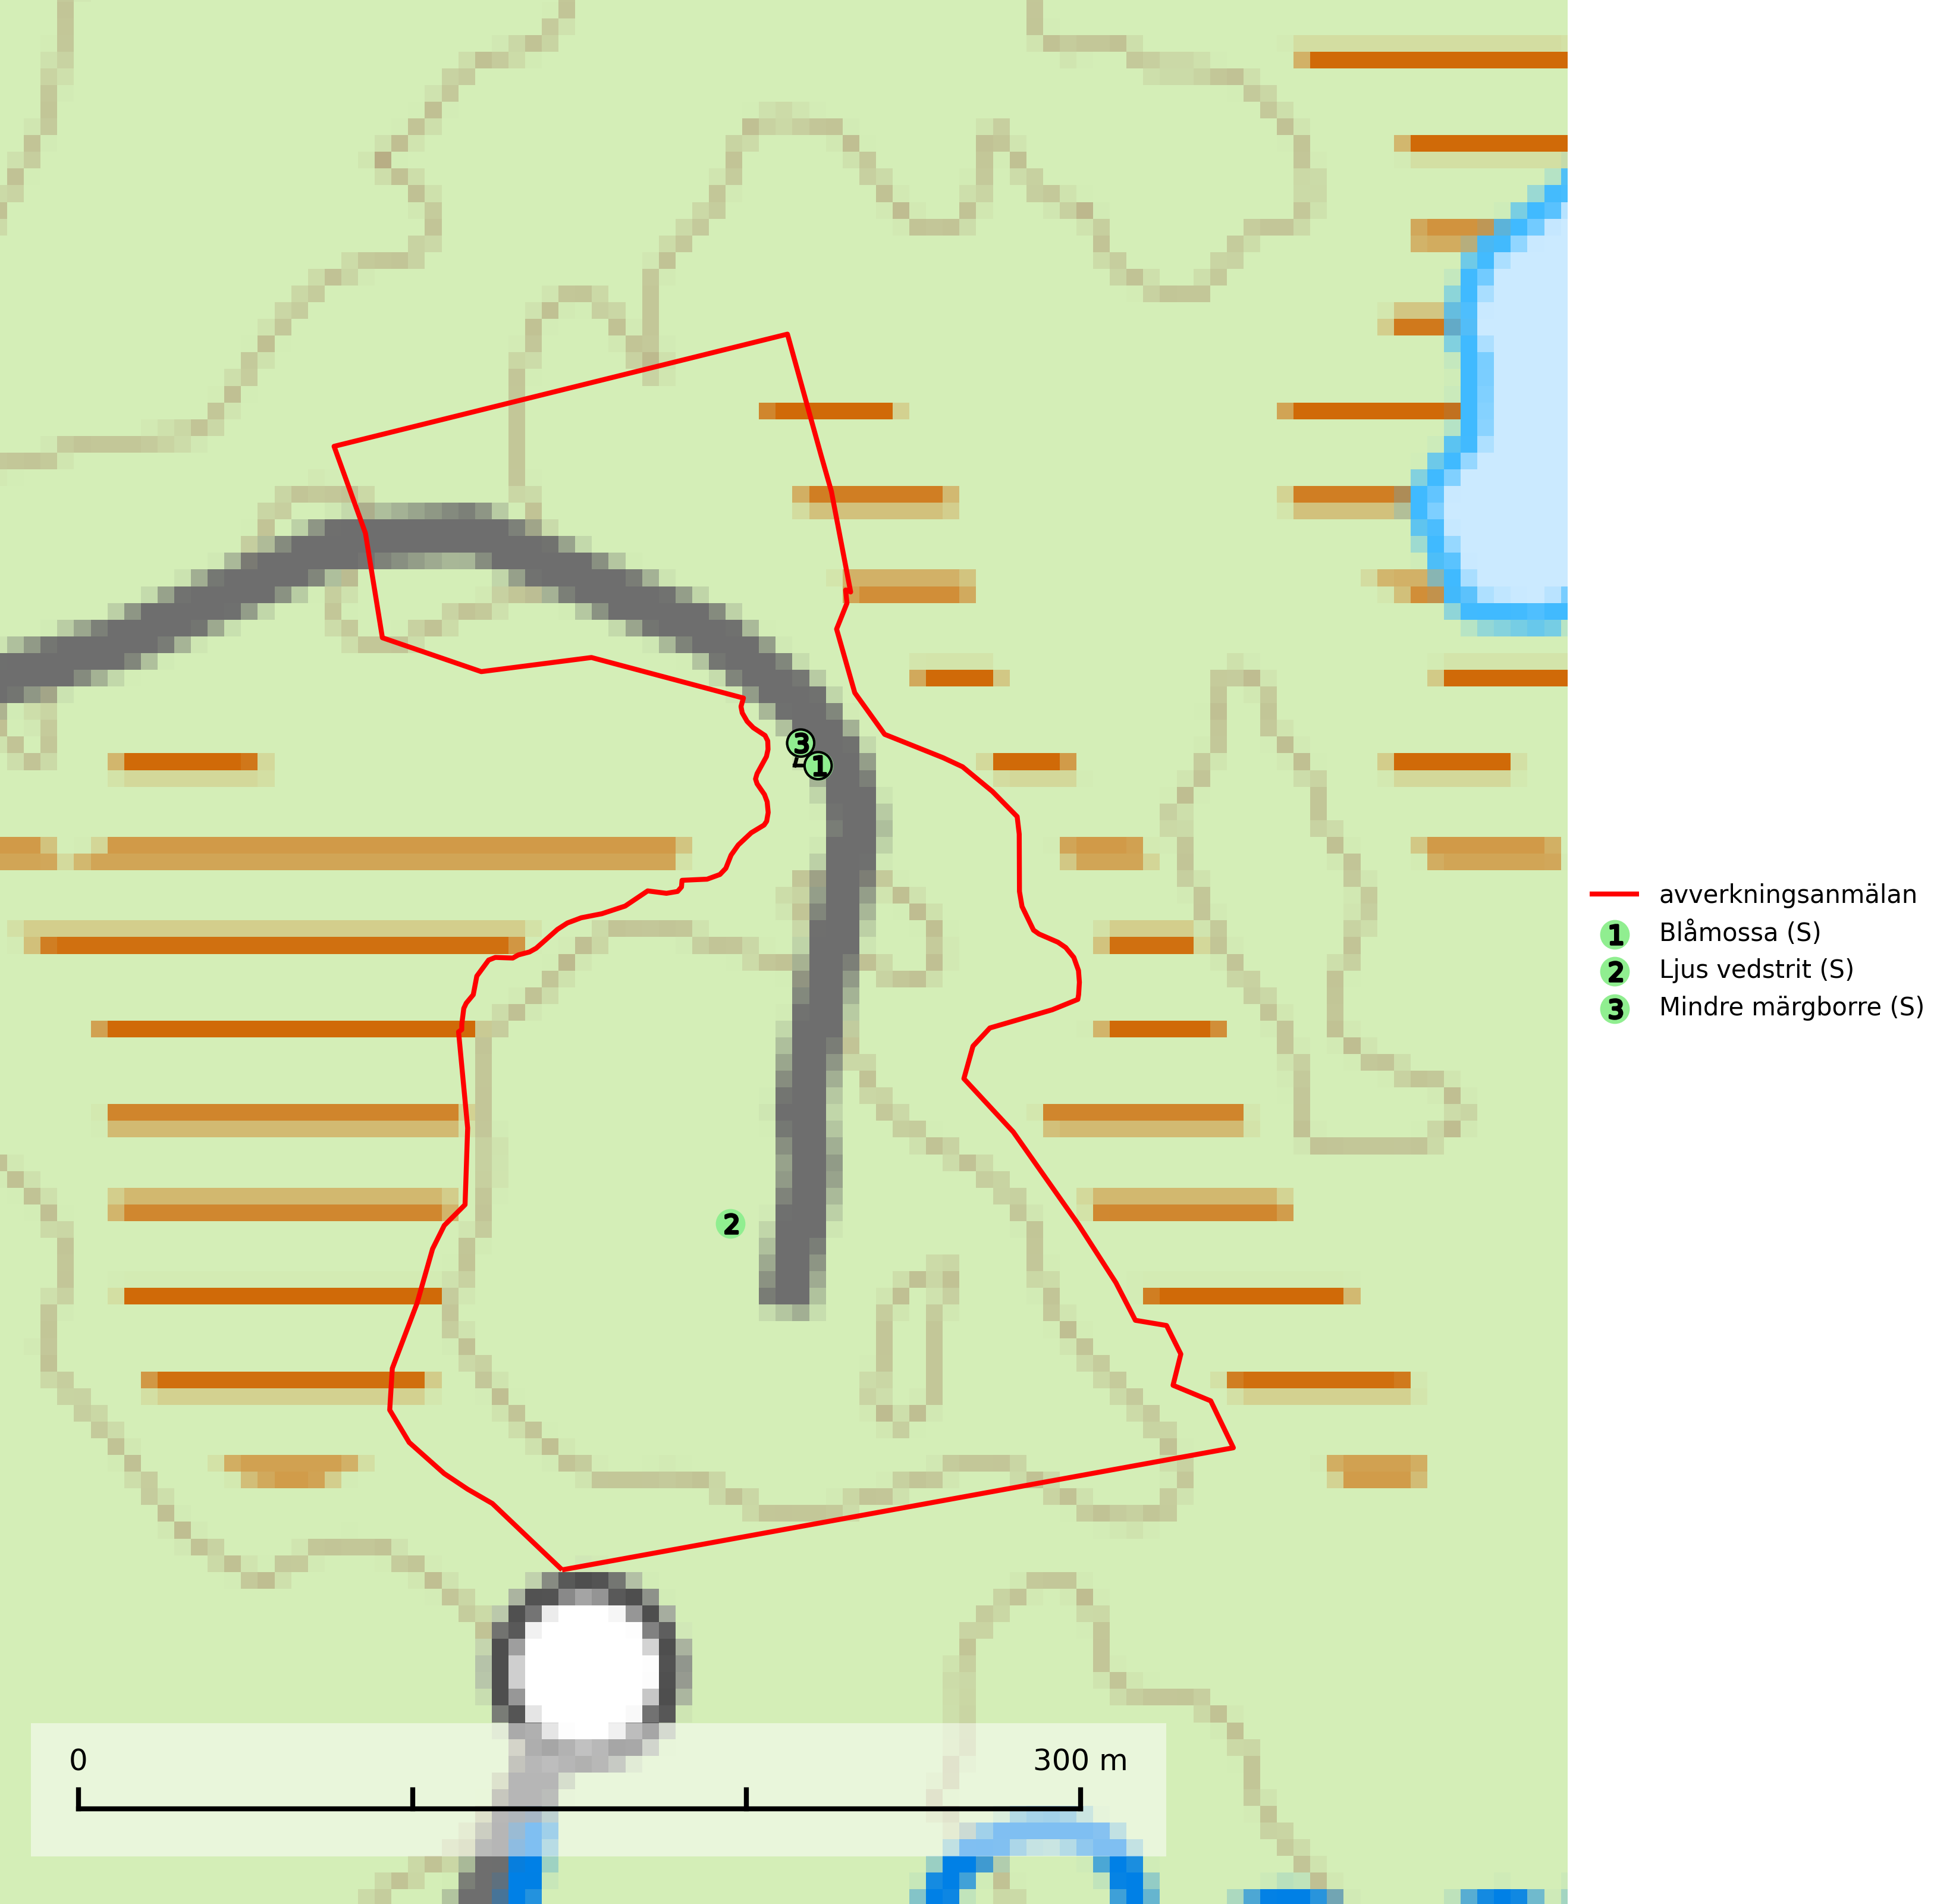 3
1
2
avverkningsanmälan
1 Blåmossa (S)
2 Ljus vedstrit (S)
3 Mindre märgborre (S)
0 300 m